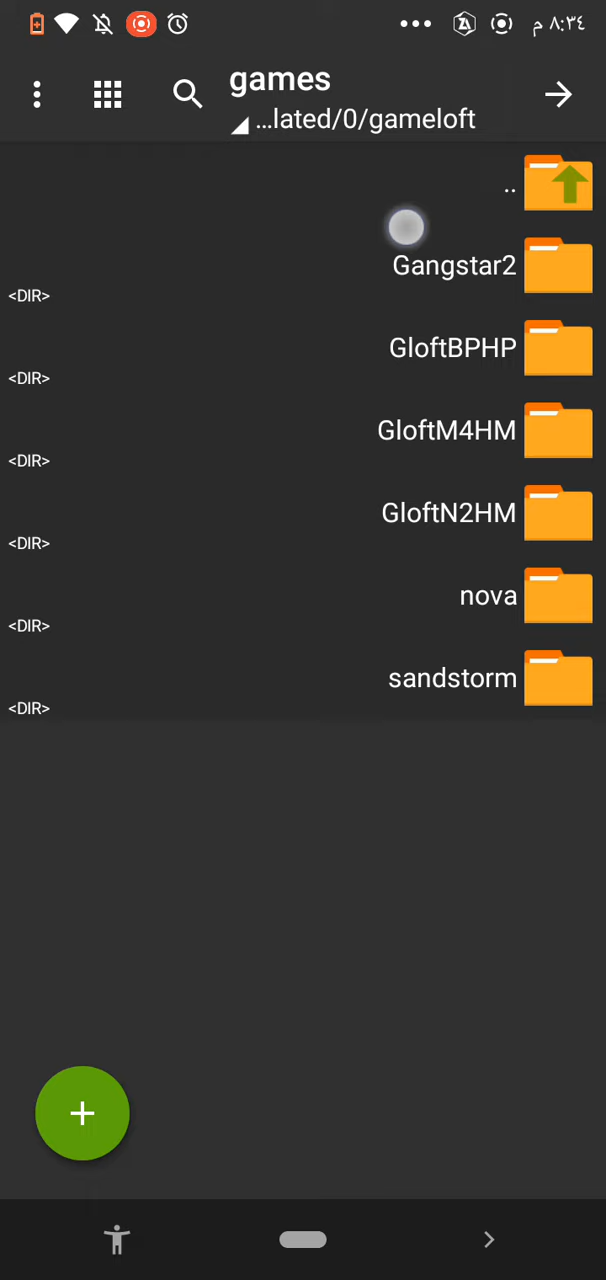 ٨:٣٤ م
games
...lated/0/gameloft
..
Gangstar2
<DIR>
GloftBPHP
<DIR>
GloftM4HM
<DIR>
GloftN2HM
<DIR>
nova
<DIR>
sandstorm
<DIR>